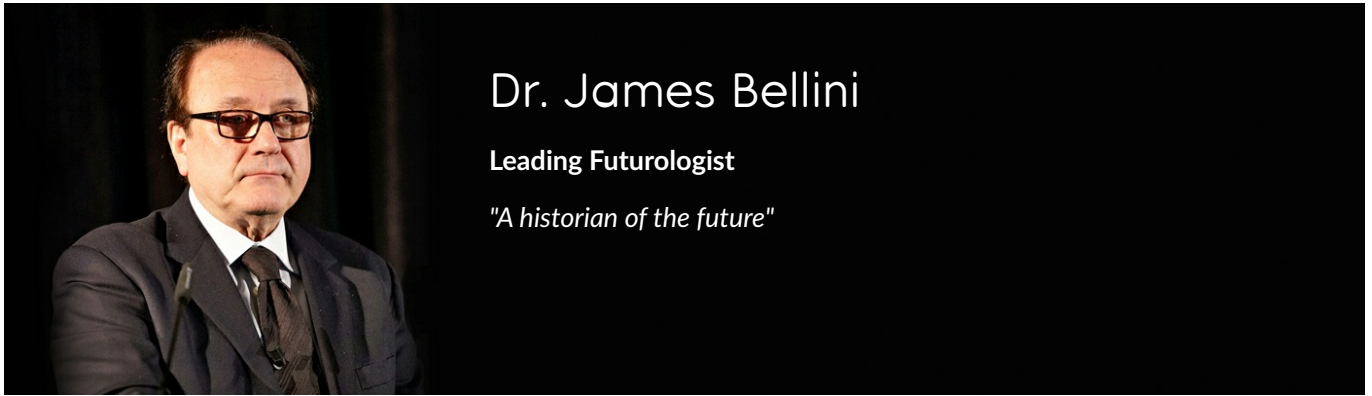 Dr. James Bellini
Leading Futurologist
"A historian of the future"